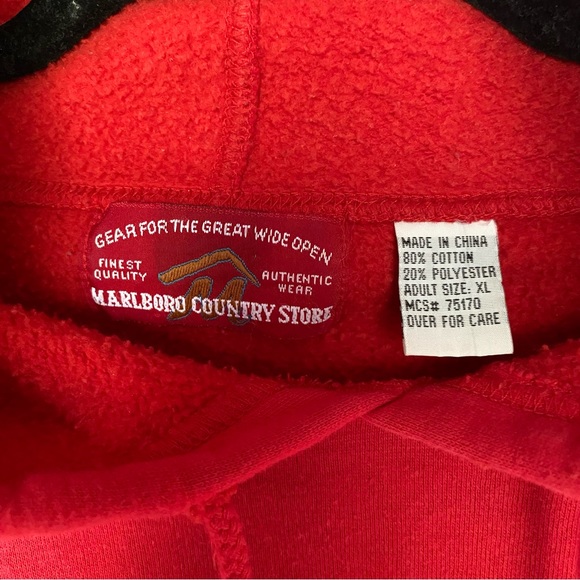 GEAR FOR THE GREAT WIDE OPEN
FINEST
QUALITY
AUTHENTIC
WEAR
MARLBORO COUNTRY STORE
MADE IN CHINA
80% COTTON
20% POLYESTER
ADULT SIZE: XL
MCS# 75170
OVER FOR CARE